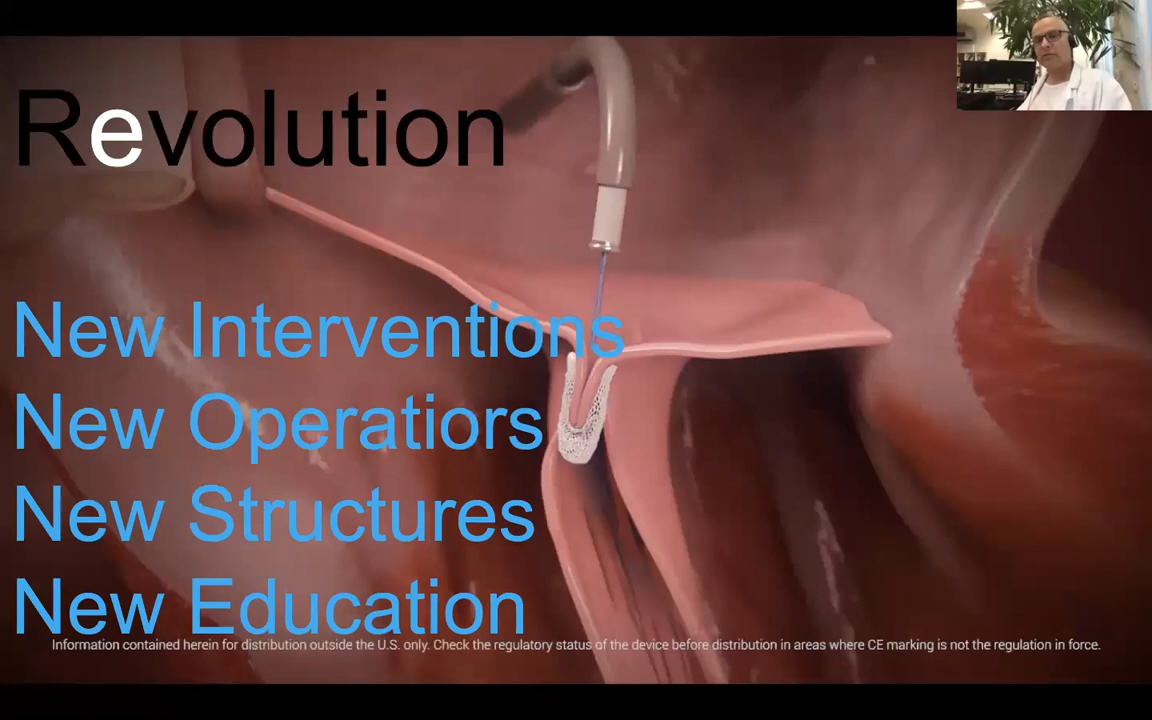 Revolution
New Interventions
New Operatiors
New Structures
New Education
Information contained herein for distribution outside the U.S. only. Check the regulatory status of the device before distribution in areas where CE marking is not the regulation in force.